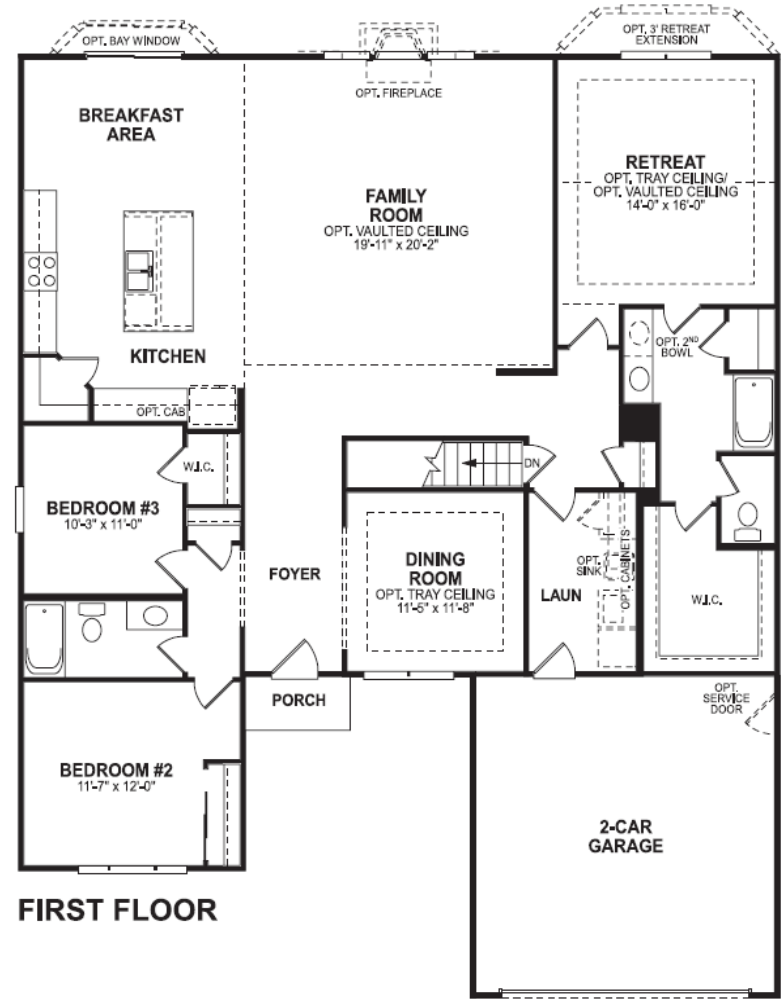 OPT. BAY WINDOW
OPT. 3' RETREAT
EXTENSION
OPT. FIREPLACE
BREAKFAST
AREA
RETREAT
OPT. TRAY CEILING/
OPT. VAULTED CEILING
14'-0" x 16'-0"
FAMILY
ROOM
OPT. VAULTED CEILING
19'-11" x 20'-2"
KITCHEN
OPT. 2ND
BOWL
OPT. CAB
W.I.C.
DN
BEDROOM #3
10'-3" x 11'-0"
FOYER
DINING
ROOM
OPT. TRAY CEILING
11'-5" x 11'-8"
OPT.
SINK
OPT. CABINETS
LAUN
W.I.C.
PORCH
OPT.
SERVICE
DOOR
BEDROOM #2
11'-7" x 12'-0"
2-CAR
GARAGE
FIRST FLOOR